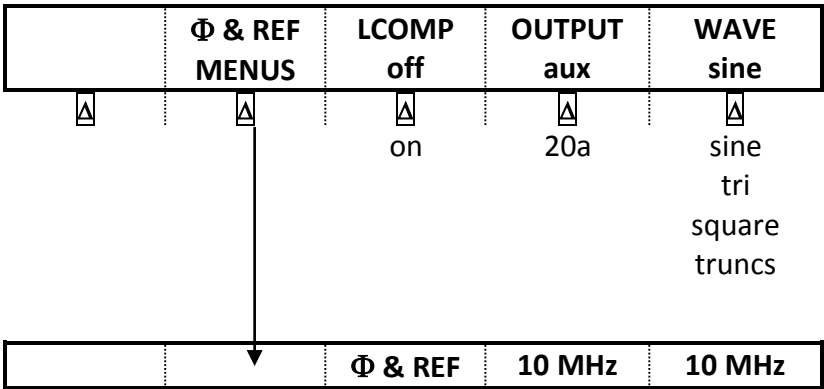 Φ & REF LCOMP OUTPUT WAVE
MENUS off aux sine
Δ Δ Δ Δ Δ
on 20a sine
tri
square
truncs
Φ & REF 10 MHz 10 MHz